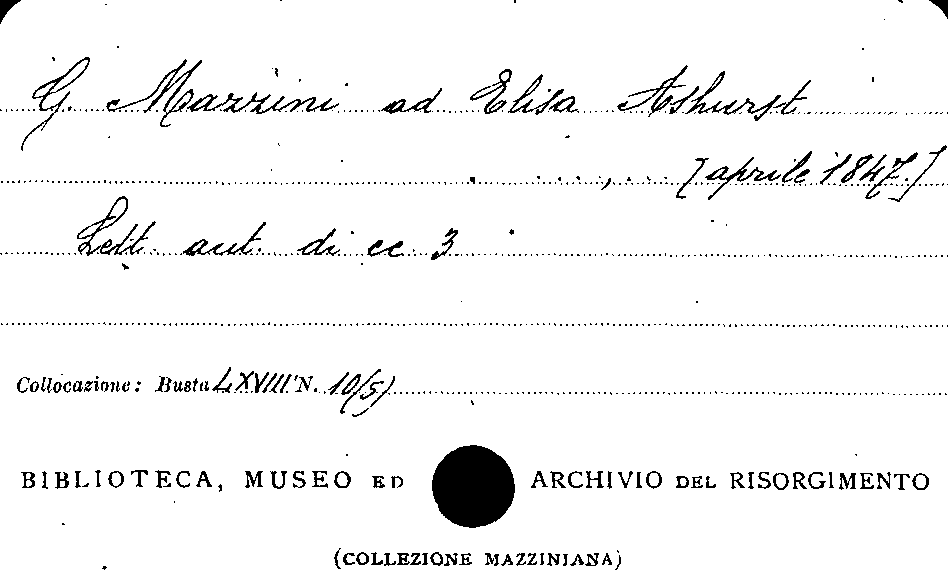 G. Mazzini ad Elisa Ashurst
[aprile 1847.]
Lett. aut. di cc 3
Collocazione: Busta LXVIII N. 10(5)
BIBLIOTECA, MUSEO ED ARCHIVIO DEL RISORGIMENTO
(COLLEZIONE MAZZINIANA)